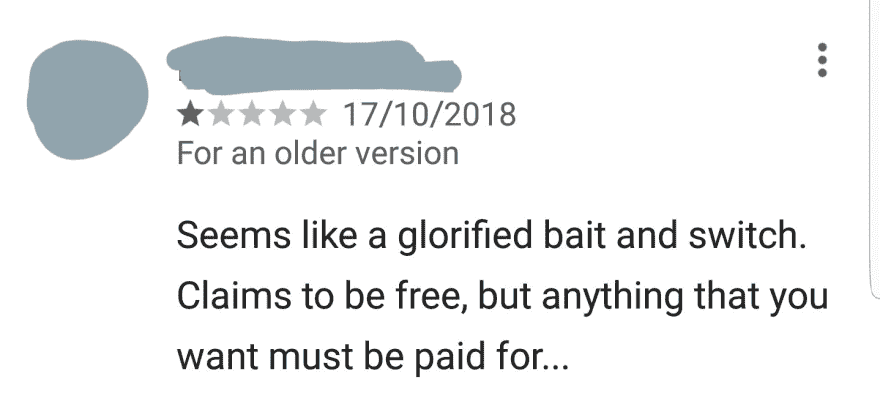 17/10/2018
For an older version
Seems like a glorified bait and switch.
Claims to be free, but anything that you
want must be paid for...